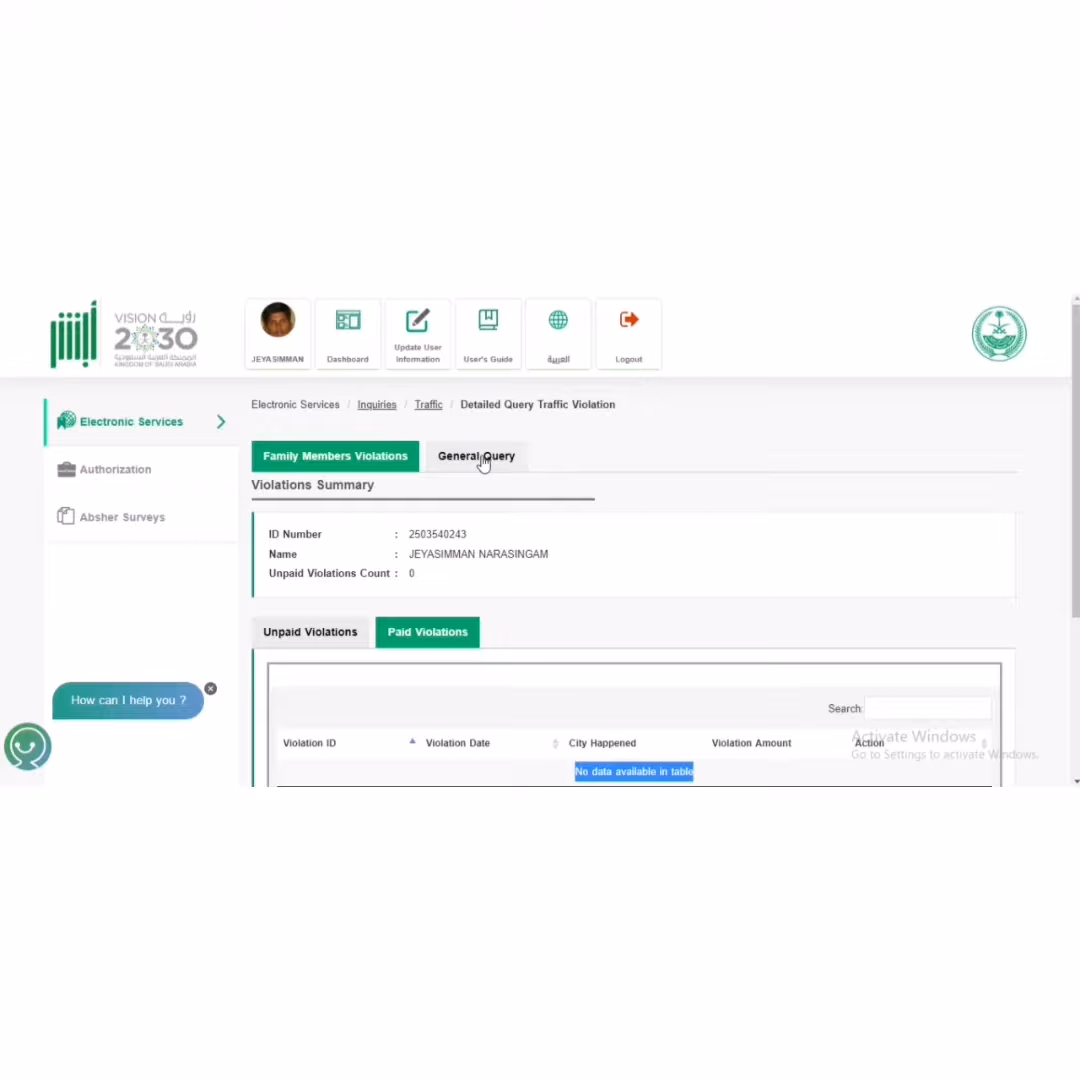 أبشر
VISION رؤيـــة
2030
المملكة العربية السعودية
KINGDOM OF SAUDI ARABIA
JEYASIMMAN
Dashboard
Update User
Information
User's Guide
العربية
Logout
Electronic Services
Authorization
Absher Surveys
Electronic Services / Inquiries / Traffic / Detailed Query Traffic Violation
Family Members Violations General Query
Violations Summary
ID Number : 2503540243
Name : JEYASIMMAN NARASINGAM
Unpaid Violations Count : 0
Unpaid Violations Paid Violations
How can I help you ?
Search:
Activate Windows
Go to Settings to activate Windows.
Violation ID Violation Date City Happened Violation Amount Action
No data available in table